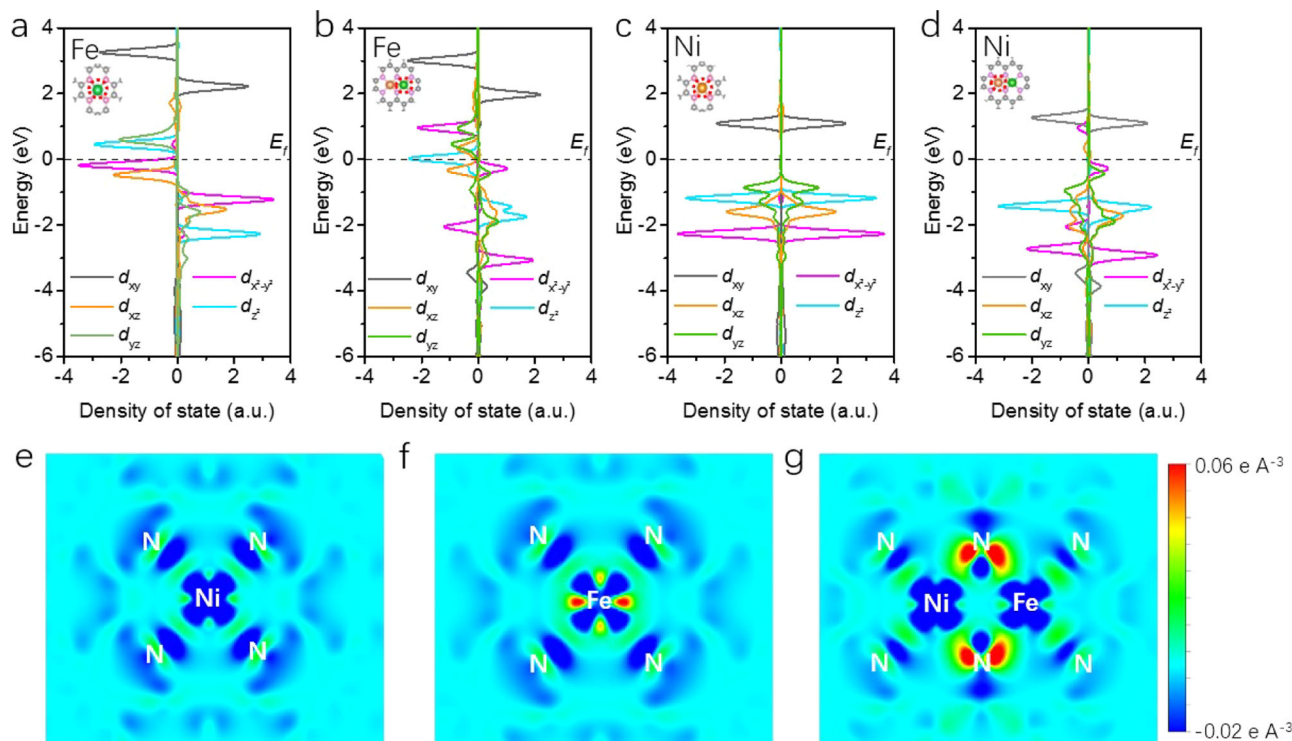 a
Fe
b
Fe
c
Ni
d
Ni
4
2
0
-2
-4
-6
Energy (eV)
E_f
d_xy
d_xz
d_yz
d_x²-y²
d_z²
-4 -2 0 2 4
Density of state (a.u.)
4
2
0
-2
-4
-6
Energy (eV)
E_f
d_xy
d_xz
d_yz
d_x²-y²
d_z²
-4 -2 0 2 4
Density of state (a.u.)
4
2
0
-2
-4
-6
Energy (eV)
E_f
d_xy
d_xz
d_yz
d_x²-y²
d_z²
-4 -2 0 2 4
Density of state (a.u.)
4
2
0
-2
-4
-6
Energy (eV)
E_f
d_xy
d_xz
d_yz
d_x²-y²
d_z²
-4 -2 0 2 4
Density of state (a.u.)
e
N N
Ni
N N
f
N N
Fe
N N
g
N N N
Ni Fe
N N N
0.06 e A⁻³
-0.02 e A⁻³